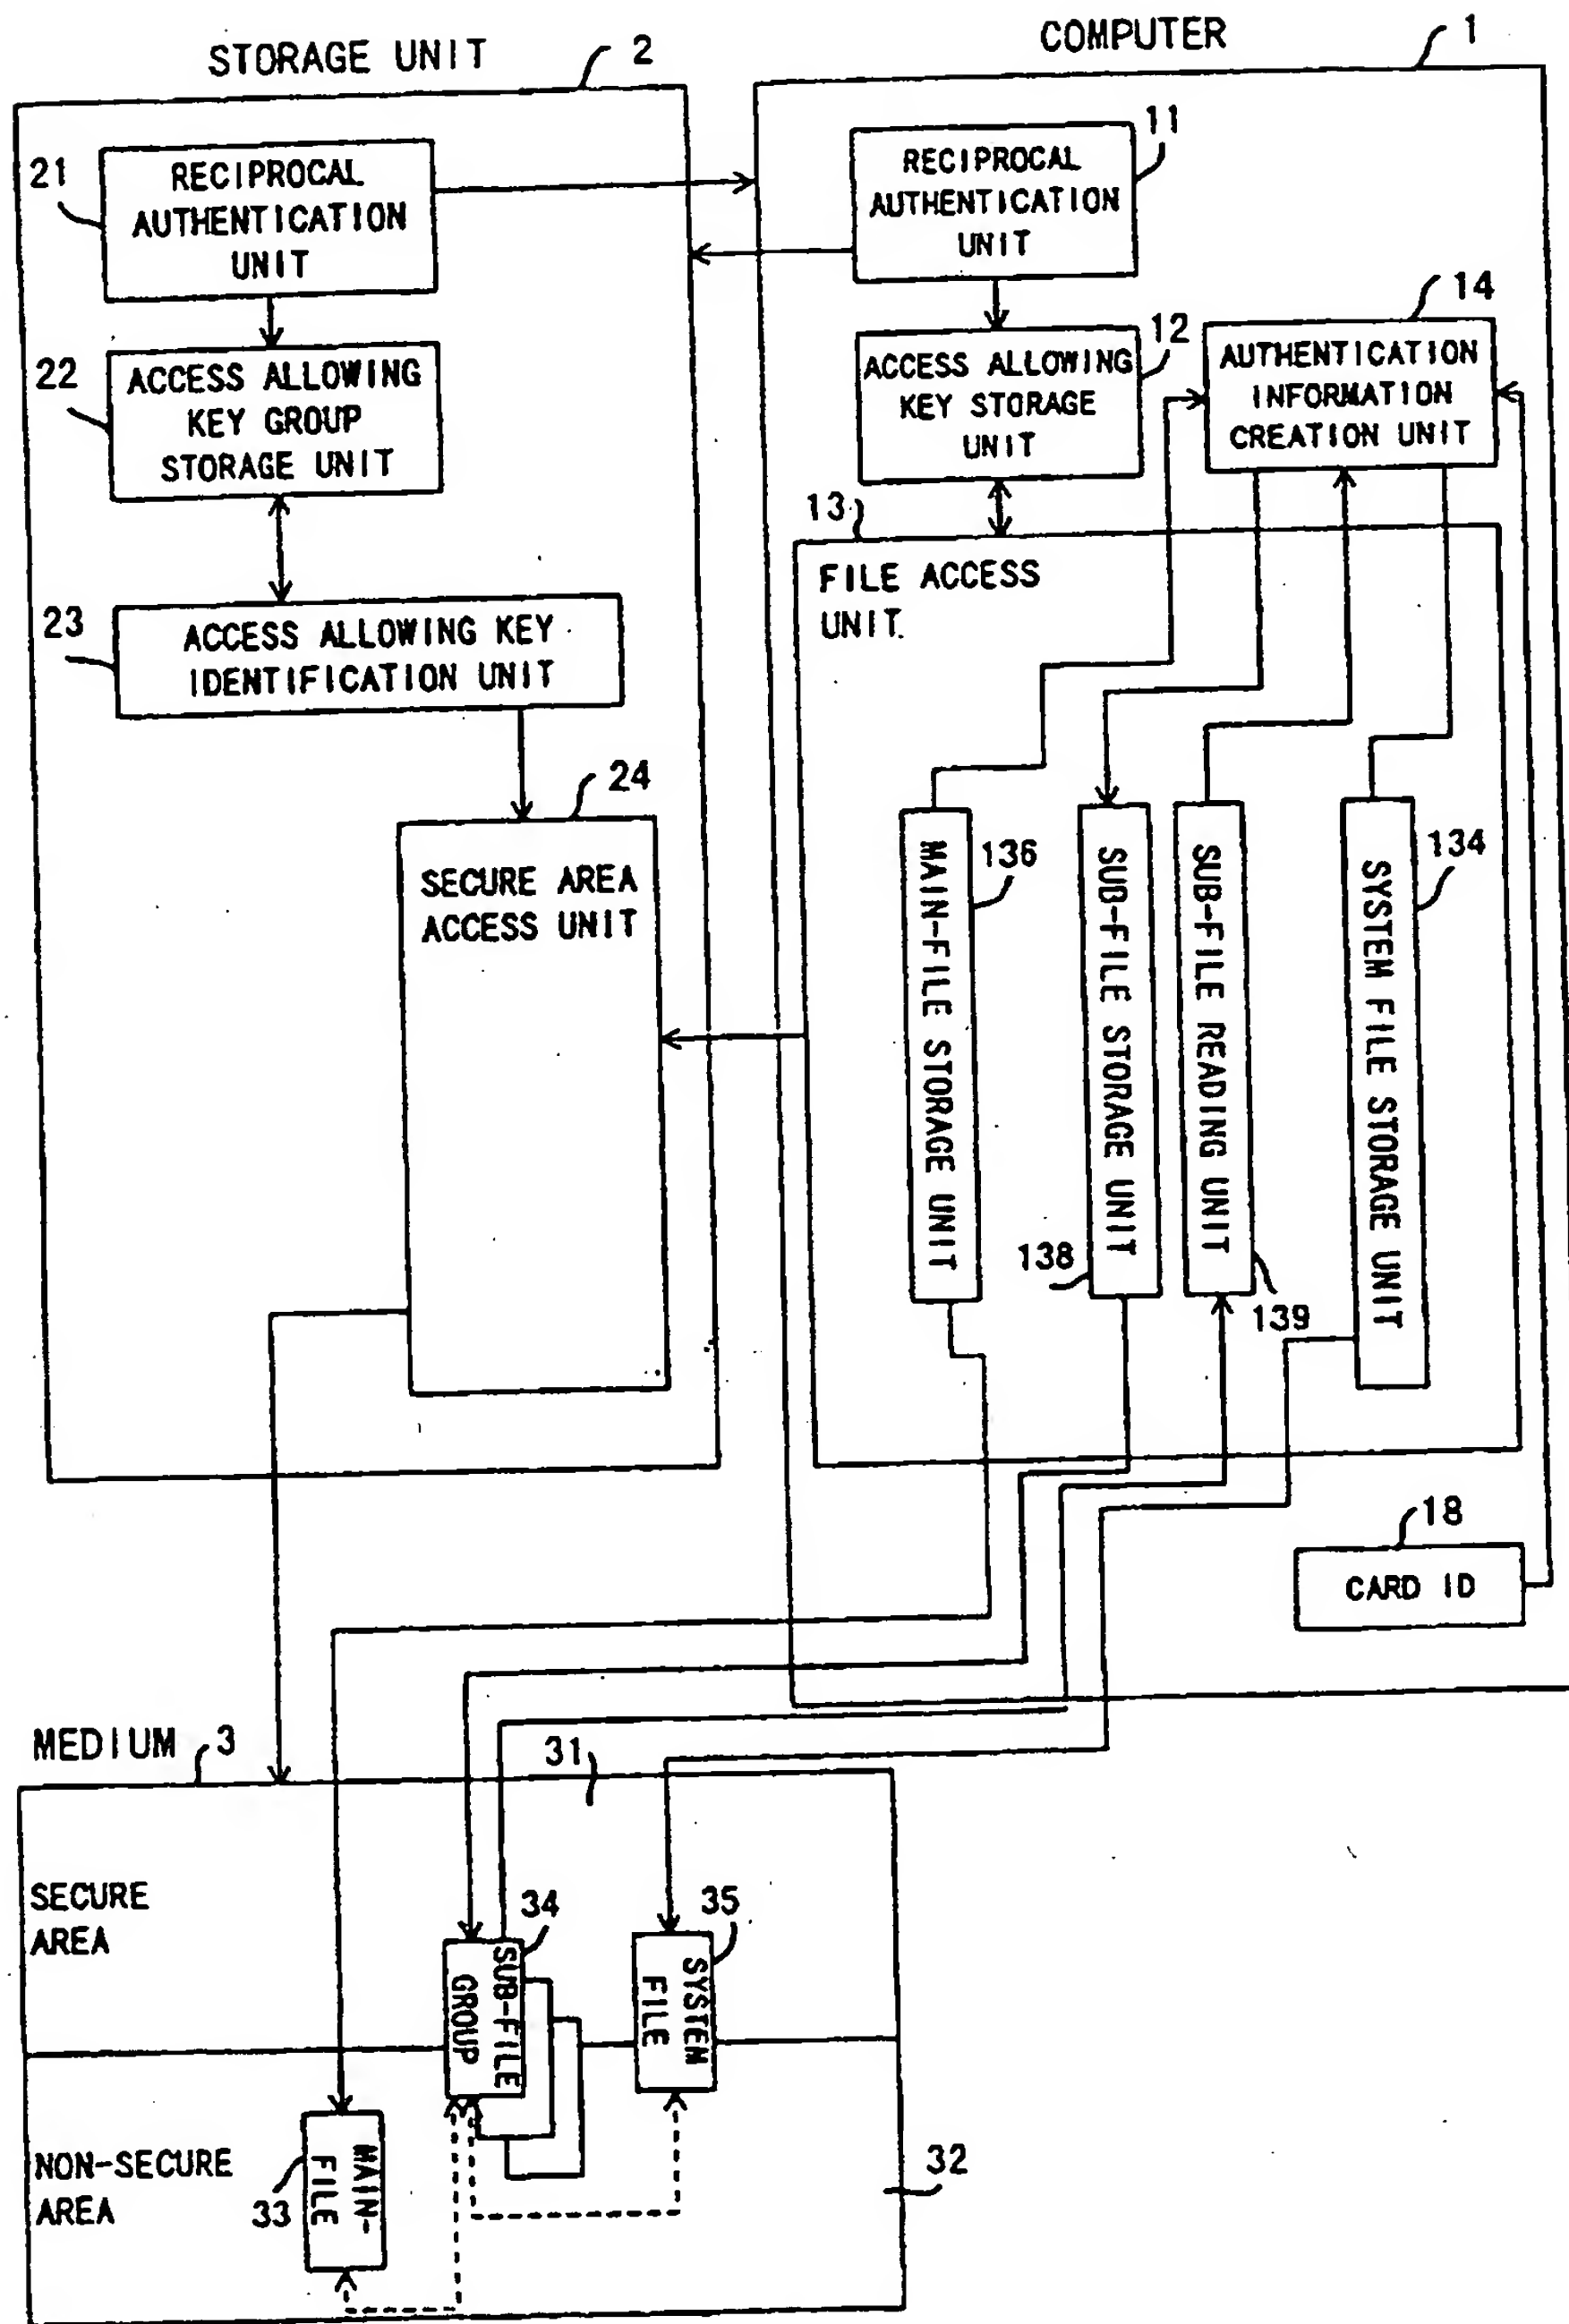 STORAGE UNIT
2
COMPUTER
1
21
RECIPROCAL
AUTHENTICATION
UNIT
11
RECIPROCAL
AUTHENTICATION
UNIT
22
ACCESS ALLOWING
KEY GROUP
STORAGE UNIT
12
ACCESS ALLOWING
KEY STORAGE
UNIT
14
AUTHENTICATION
INFORMATION
CREATION UNIT
23
ACCESS ALLOWING KEY
IDENTIFICATION UNIT
13
FILE ACCESS
UNIT.
24
SECURE AREA
ACCESS UNIT
MAIN-FILE STORAGE UNIT
136
SUB-FILE STORAGE UNIT
138
SUB-FILE READING UNIT
139
SYSTEM FILE STORAGE UNIT
134
18
CARD ID
MEDIUM
3
31
SECURE
AREA
34
SUB-FILE
GROUP
35
SYSTEM
FILE
NON-SECURE
AREA
33
MAIN-
FILE
32